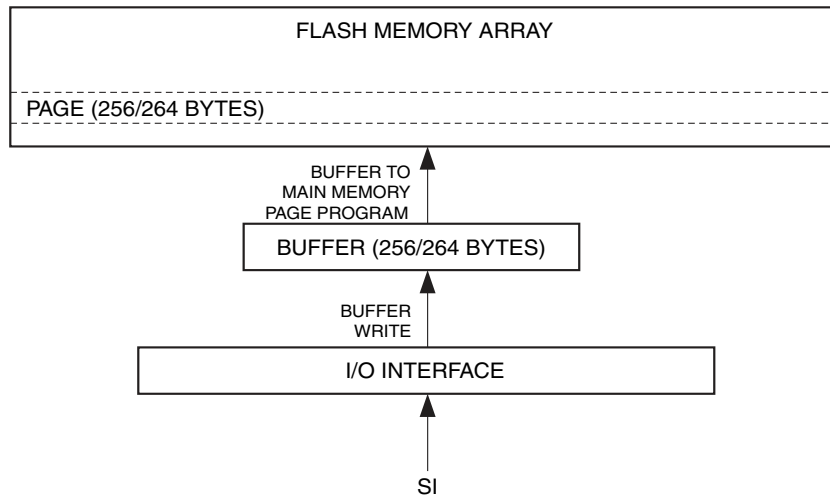 FLASH MEMORY ARRAY
PAGE (256/264 BYTES)
BUFFER TO
MAIN MEMORY
PAGE PROGRAM
BUFFER (256/264 BYTES)
BUFFER
WRITE
I/O INTERFACE
SI